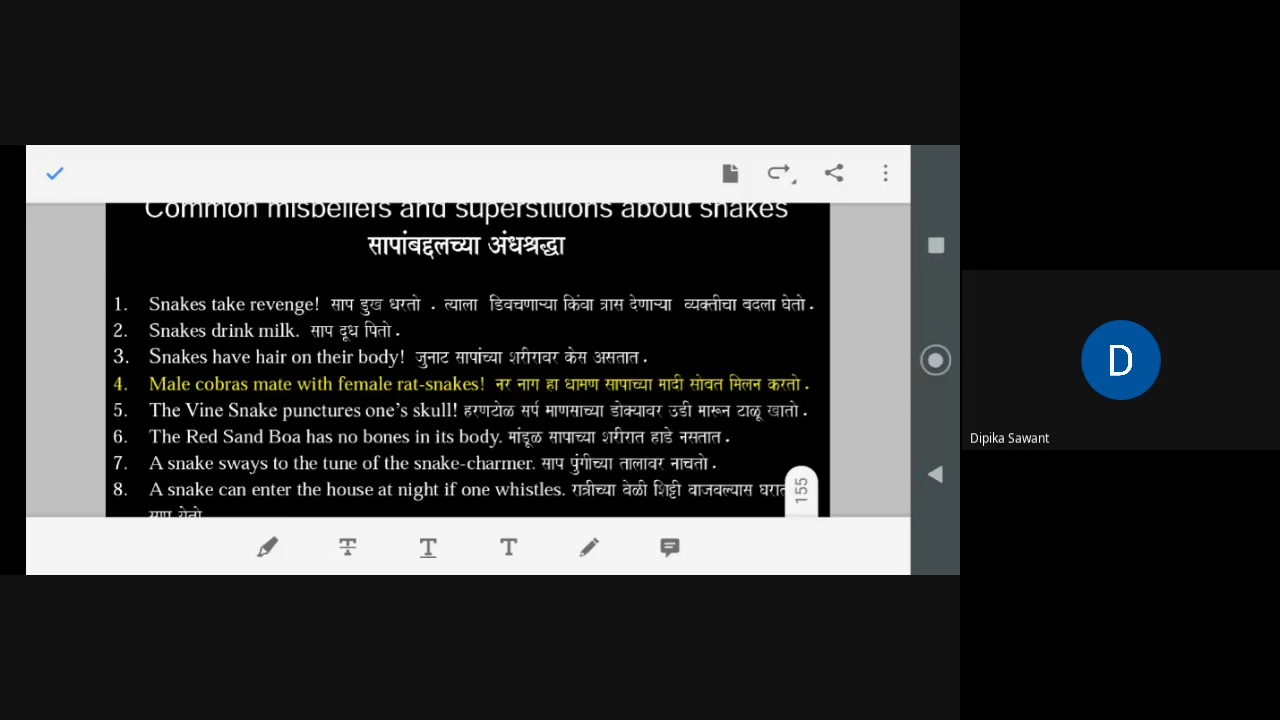 Common misbeliefs and superstitions about snakes
सापांबद्दलच्या अंधश्रद्धा
1. Snakes take revenge! साप डुख धरतो . त्याला डिवचणाऱ्या किंवा त्रास देणाऱ्या व्यक्तीचा बदला घेतो .
2. Snakes drink milk. साप दूध पितो .
3. Snakes have hair on their body! जुनाट सापांच्या शरीरावर केस असतात .
4. Male cobras mate with female rat-snakes! नर नाग हा धामण सापाच्या मादी सोवत मिलन करतो .
5. The Vine Snake punctures one’s skull! हरणटोळ सर्प माणसाच्या डोक्यावर उडी मारून टाळू खातो .
6. The Red Sand Boa has no bones in its body. मांडूळ सापाच्या शरीरात हाडे नसतात .
7. A snake sways to the tune of the snake-charmer. साप पुंगीच्या तालावर नाचतो .
8. A snake can enter the house at night if one whistles. रात्रीच्या वेळी शिट्टी वाजवल्यास
साप येतो
155
D
Dipika Sawant